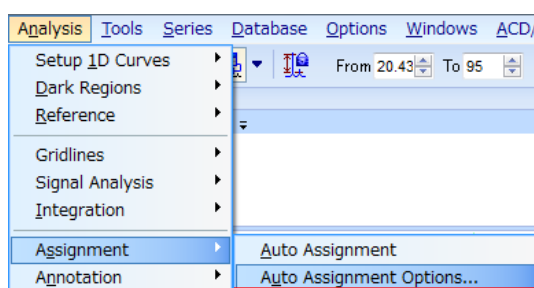 Analysis Tools Series Database Options Windows ACD/
Setup 1D Curves
From 20.43 To 95
Dark Regions
Reference
Gridlines
Signal Analysis
Integration
Assignment
Auto Assignment
Annotation
Auto Assignment Options...